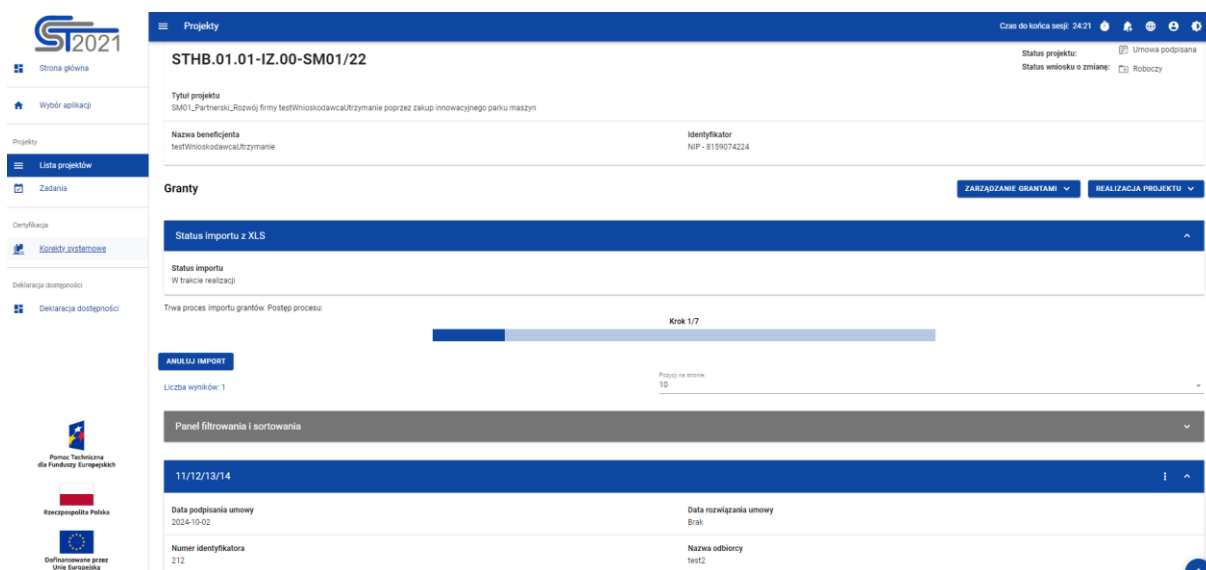 ST2021
Strona główna
Wybór aplikacji
Projekty
Lista projektów
Zadania
Certyfikacja
Korekty systemowe
Deklaracja dostępności
Deklaracja dostępności
Pomoc Techniczna
dla Funduszy Europejskich
Rzeczpospolita Polska
Dofinansowane przez
Unię Europejską
Projekty
Czas do końca sesji: 24:21
STHB.01.01-IZ.00-SM01/22
Status projektu: Umowa podpisana
Status wniosku o zmianę: Roboczy
Tytuł projektu
SM01_Partnerski_Rozwój firmy testWnioskodawcaUtrzymanie poprzez zakup innowacyjnego parku maszyn
Nazwa beneficjenta
testWnioskodawcaUtrzymanie
Identyfikator
NIP - 8159074224
Granty
ZARZĄDZANIE GRANTAMI
REALIZACJA PROJEKTU
Status importu z XLS
Status importu
W trakcie realizacji
Trwa proces importu grantów. Postęp procesu:
Krok 1/7
ANULUJ IMPORT
Liczba wyników: 1
Pozycji na stronie
10
Panel filtrowania i sortowania
11/12/13/14
Data podpisania umowy
2024-10-02
Data rozwiązania umowy
Brak
Numer identyfikatora
212
Nazwa odbiorcy
test2